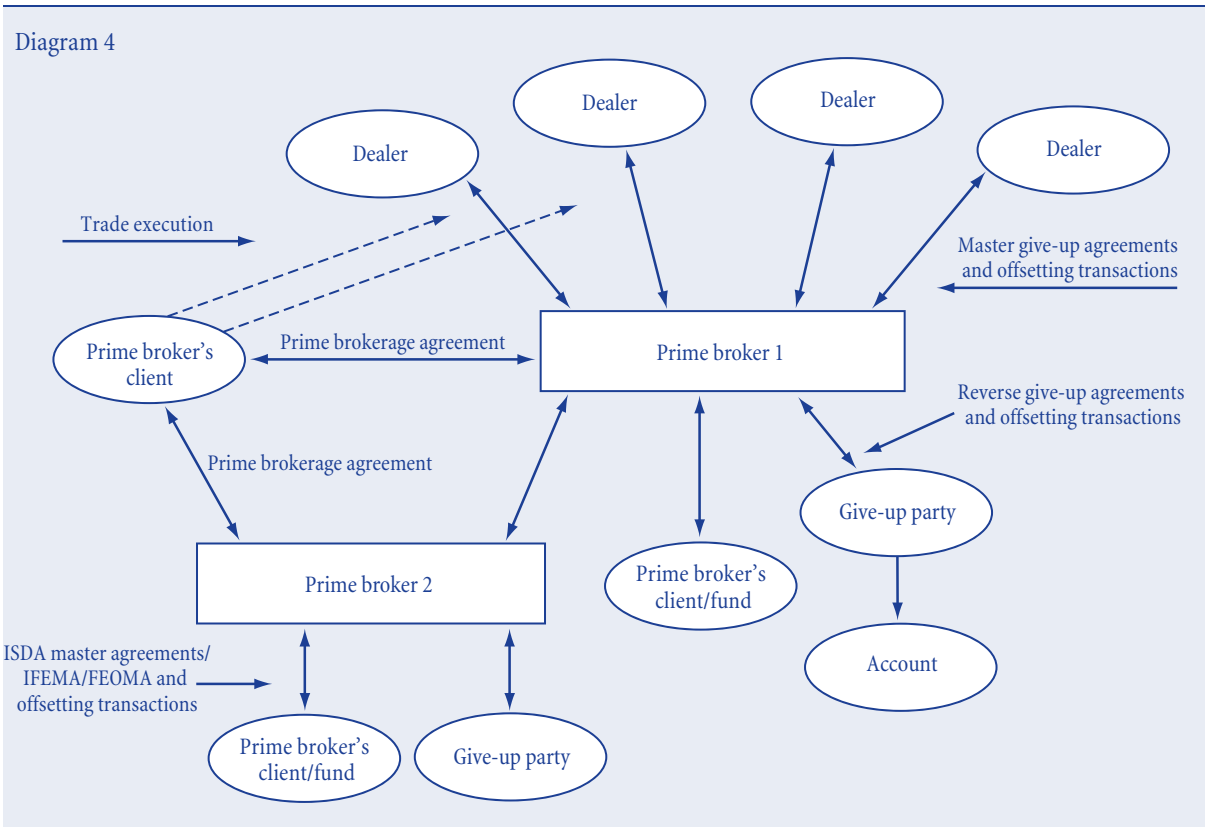 Diagram 4
Dealer
Dealer
Dealer
Dealer
Trade execution
Master give-up agreements
and offsetting transactions
Prime broker's
client
Prime brokerage agreement
Prime broker 1
Reverse give-up agreements
and offsetting transactions
Prime brokerage agreement
Give-up party
Prime broker 2
Prime broker's
client/fund
Account
ISDA master agreements/
IFEMA/FEOMA and
offsetting transactions
Prime broker's
client/fund
Give-up party